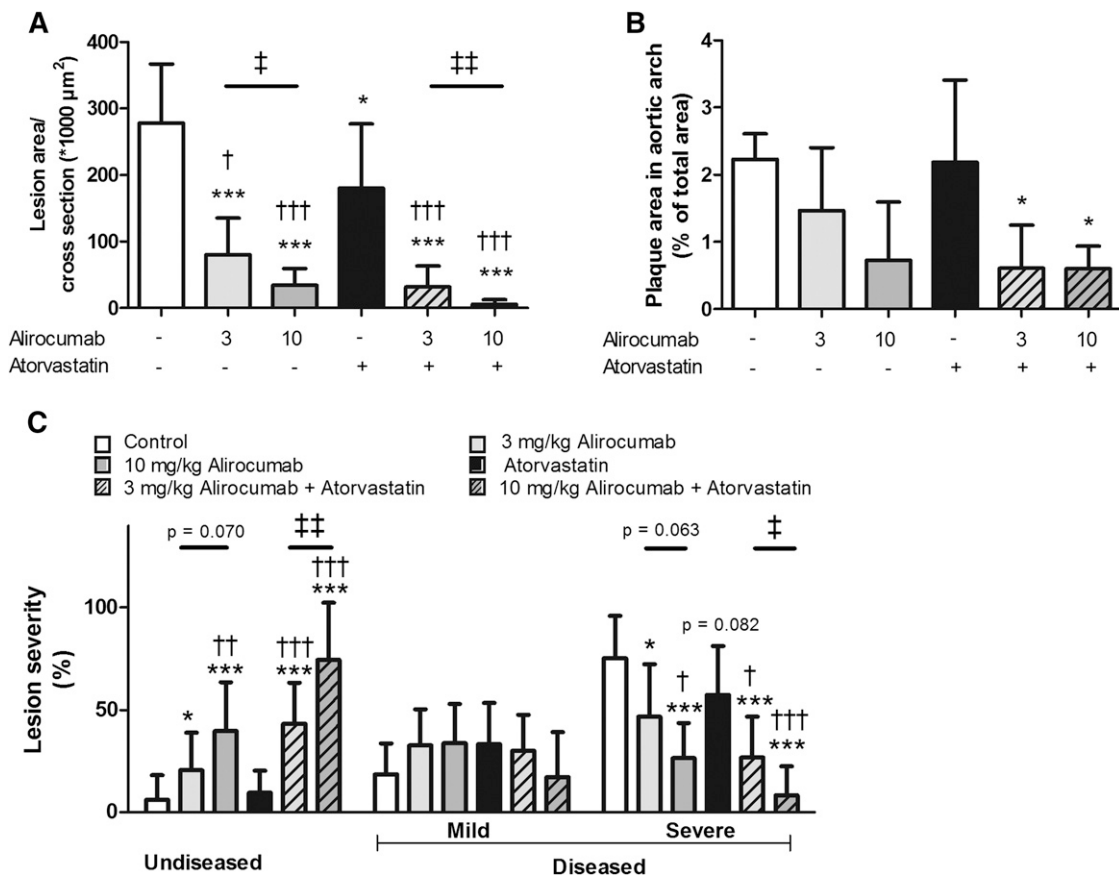 A
Lesion area/
cross section (*1000 µm²)
400
300
200
100
0
‡
‡‡
†
***
†††
***
*
†††
***
†††
***
Alirocumab - 3 10 - 3 10
Atorvastatin - - - + + +
B
Plaque area in aortic arch
(% of total area)
4
3
2
1
0
*
*
Alirocumab - 3 10 - 3 10
Atorvastatin - - - + + +
C
Control
3 mg/kg Alirocumab
10 mg/kg Alirocumab
Atorvastatin
3 mg/kg Alirocumab + Atorvastatin
10 mg/kg Alirocumab + Atorvastatin
Lesion severity
(%)
100
50
0
p = 0.070
‡‡
*
††
***
†††
***
†††
***
p = 0.063
‡
p = 0.082
*
†
***
†
***
†††
***
Mild
Severe
Undiseased
Diseased